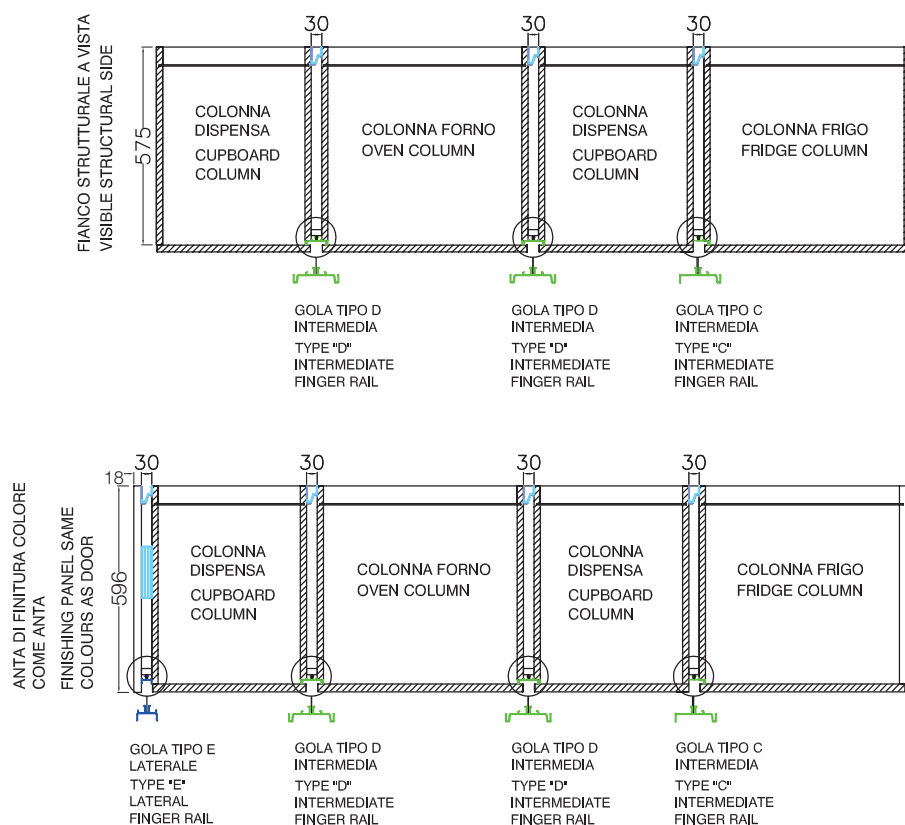 30
30
30
FIANCO STRUTTURALE A VISTA
VISIBLE STRUCTURAL SIDE
575
COLONNA
DISPENSA
CUPBOARD
COLUMN
COLONNA FORNO
OVEN COLUMN
COLONNA
DISPENSA
CUPBOARD
COLUMN
COLONNA FRIGO
FRIDGE COLUMN
GOLA TIPO D
INTERMEDIA
TYPE "D"
INTERMEDIATE
FINGER RAIL
GOLA TIPO D
INTERMEDIA
TYPE "D"
INTERMEDIATE
FINGER RAIL
GOLA TIPO C
INTERMEDIA
TYPE "C"
INTERMEDIATE
FINGER RAIL
18
30
30
30
30
ANTA DI FINITURA COLORE
COME ANTA
FINISHING PANEL SAME
COLOURS AS DOOR
596
COLONNA
DISPENSA
CUPBOARD
COLUMN
COLONNA FORNO
OVEN COLUMN
COLONNA
DISPENSA
CUPBOARD
COLUMN
COLONNA FRIGO
FRIDGE COLUMN
GOLA TIPO E
LATERALE
TYPE "E"
LATERAL
FINGER RAIL
GOLA TIPO D
INTERMEDIA
TYPE "D"
INTERMEDIATE
FINGER RAIL
GOLA TIPO D
INTERMEDIA
TYPE "D"
INTERMEDIATE
FINGER RAIL
GOLA TIPO C
INTERMEDIA
TYPE "C"
INTERMEDIATE
FINGER RAIL